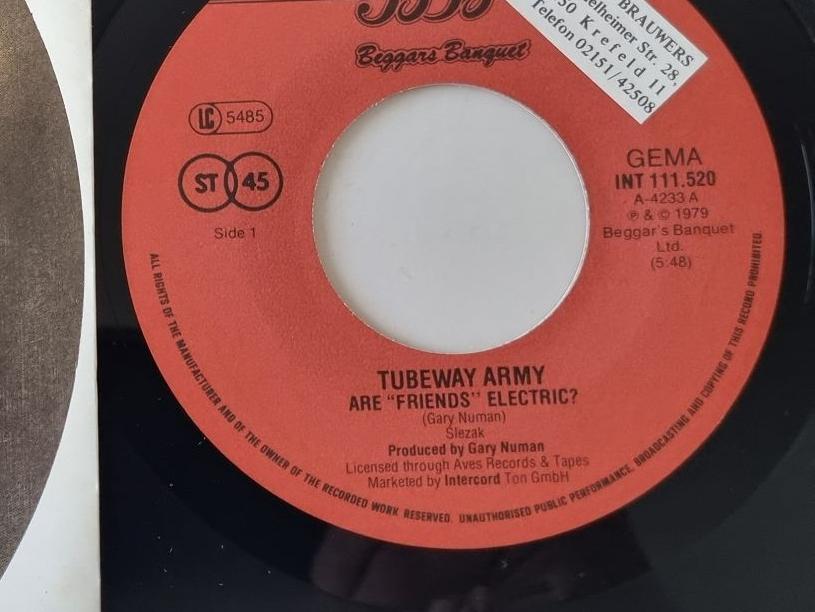 BRAUWERS
elheimer Str. 28,
50 Krefeld 11
Telefon 02151/42508
Beggars Banquet
LC 5485
ST 45
Side 1
GEMA
INT 111.520
A-4233 A
℗ & © 1979
Beggar's Banquet
Ltd.
(5:48)
TUBEWAY ARMY
ARE "FRIENDS" ELECTRIC?
(Gary Numan)
Slezak
Produced by Gary Numan
Licensed through Aves Records & Tapes
Marketed by Intercord Ton GmbH
ALL RIGHTS OF THE MANUFACTURER AND OF THE OWNER OF THE RECORDED WORK RESERVED. UNAUTHORISED PUBLIC PERFORMANCE, BROADCASTING AND COPYING OF THIS RECORD PROHIBITED.